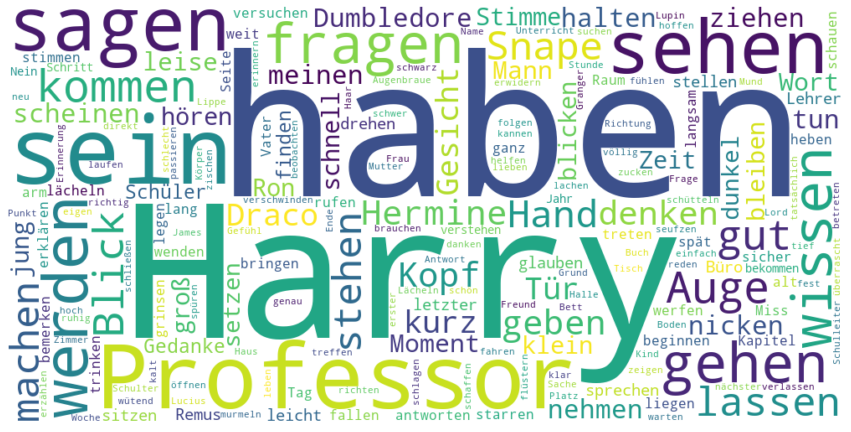 sagen
haben
Harry
sehen
sein
Professor
fragen
kommen
werden
wissen
gehen
lassen
Auge
gut
Blick
machen
jung
stehen
Kopf
Hand
denken
Hermine
Draco
Ron
Gesicht
Snape
Mann
Dumbledore
Stimme
halten
ziehen
leise
meinen
scheinen
hören
schnell
finden
drehen
blicken
Zeit
Wort
tun
Lehrer
bleiben
dunkel
stellen
Raum
heben
langsam
Schüler
lächeln
arm
groß
setzen
kurz
Tür
geben
Moment
klein
nehmen
nicken
Büro
Miss
Kapitel
beginnen
sprechen
werfen
liegen
starren
antworten
fallen
leicht
Remus
sitzen
Gedanke
bringen
wenden
grinsen
rufen
legen
lang
erklären
bemerken
trinken
glauben
letzter
treten
spät
sicher
bekommen
alt
Jahr
verstehen
brauchen
danken
versuchen
weit
Seite
erinnern
stimmen
Nein
Schritt
neu
direkt
Lippe
Erinnerung
laufen
schlecht
passieren
Körper
zischen
Vater
beobachten
Mutter
Frau
Haar
schwarz
Augenbraue
schwer
folgen
kannen
helfen
lieben
lachen
ganz
erwidern
Granger
Stunde
Unterricht
Name
Lupin
suchen
hoffen
fühlen
Mund
Richtung
völlig
zucken
Frage
schütteln
Lord
tatsächlich
betreten
schauen
verschwinden
James
Gefühl
Ende
Punkt
eigen
richtig
schließen
hoch
ruhig
Zimmer
spüren
genau
Haus
Tag
treffen
richten
öffnen
kalt
Schulter
erzählen
Woche
wütend
Lucius
leben
murmeln
schlagen
fahren
schaffen
flüstern
klar
Sache
Platz
warten
Kind
zeigen
nächster
verlassen
Boden
Freund
Bett
Halle
Grund
Antwort
Lächeln
schön
erster
seufzen
Buch
Tisch
reden
einfach
tief
fest
überrascht
Schulleiter